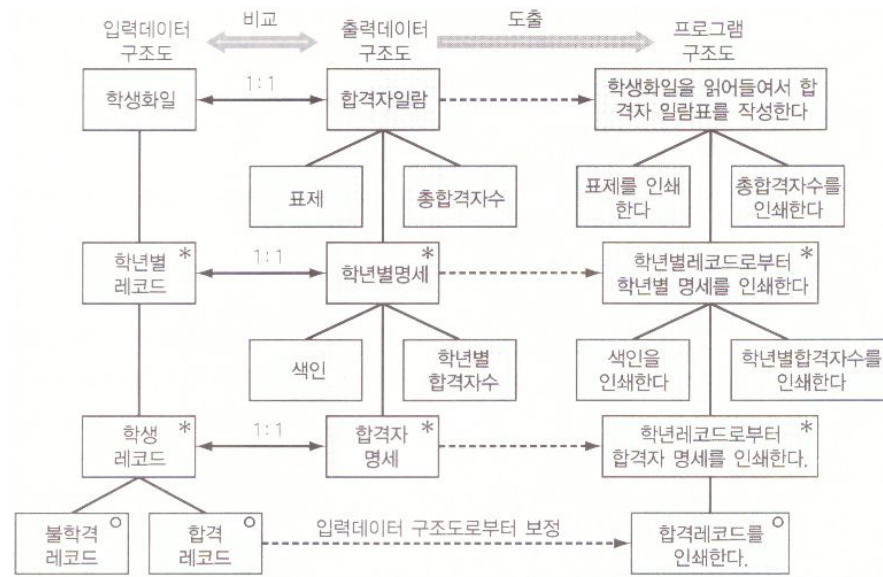 입력데이터
구조도
비교
출력데이터
구조도
도출
프로그램
구조도
학생화일
1:1
합격자일람
학생화일을 읽어들여서 합
격자 일람표를 작성한다
표제
총합격자수
표제를 인쇄
한다
총합격자수를
인쇄한다
학년별
레코드
*
1:1
학년별명세
*
학년별레코드로부터
학년별 명세를 인쇄한다
*
색인
학년별
합격자수
색인을
인쇄한다
학년별합격자수를
인쇄한다
학생
레코드
*
1:1
합격자
명세
*
학년레코드로부터
합격자 명세를 인쇄한다.
*
불학격
레코드
합격
레코드
입력데이터 구조도로부터 보정
합격레코드를
인쇄한다.